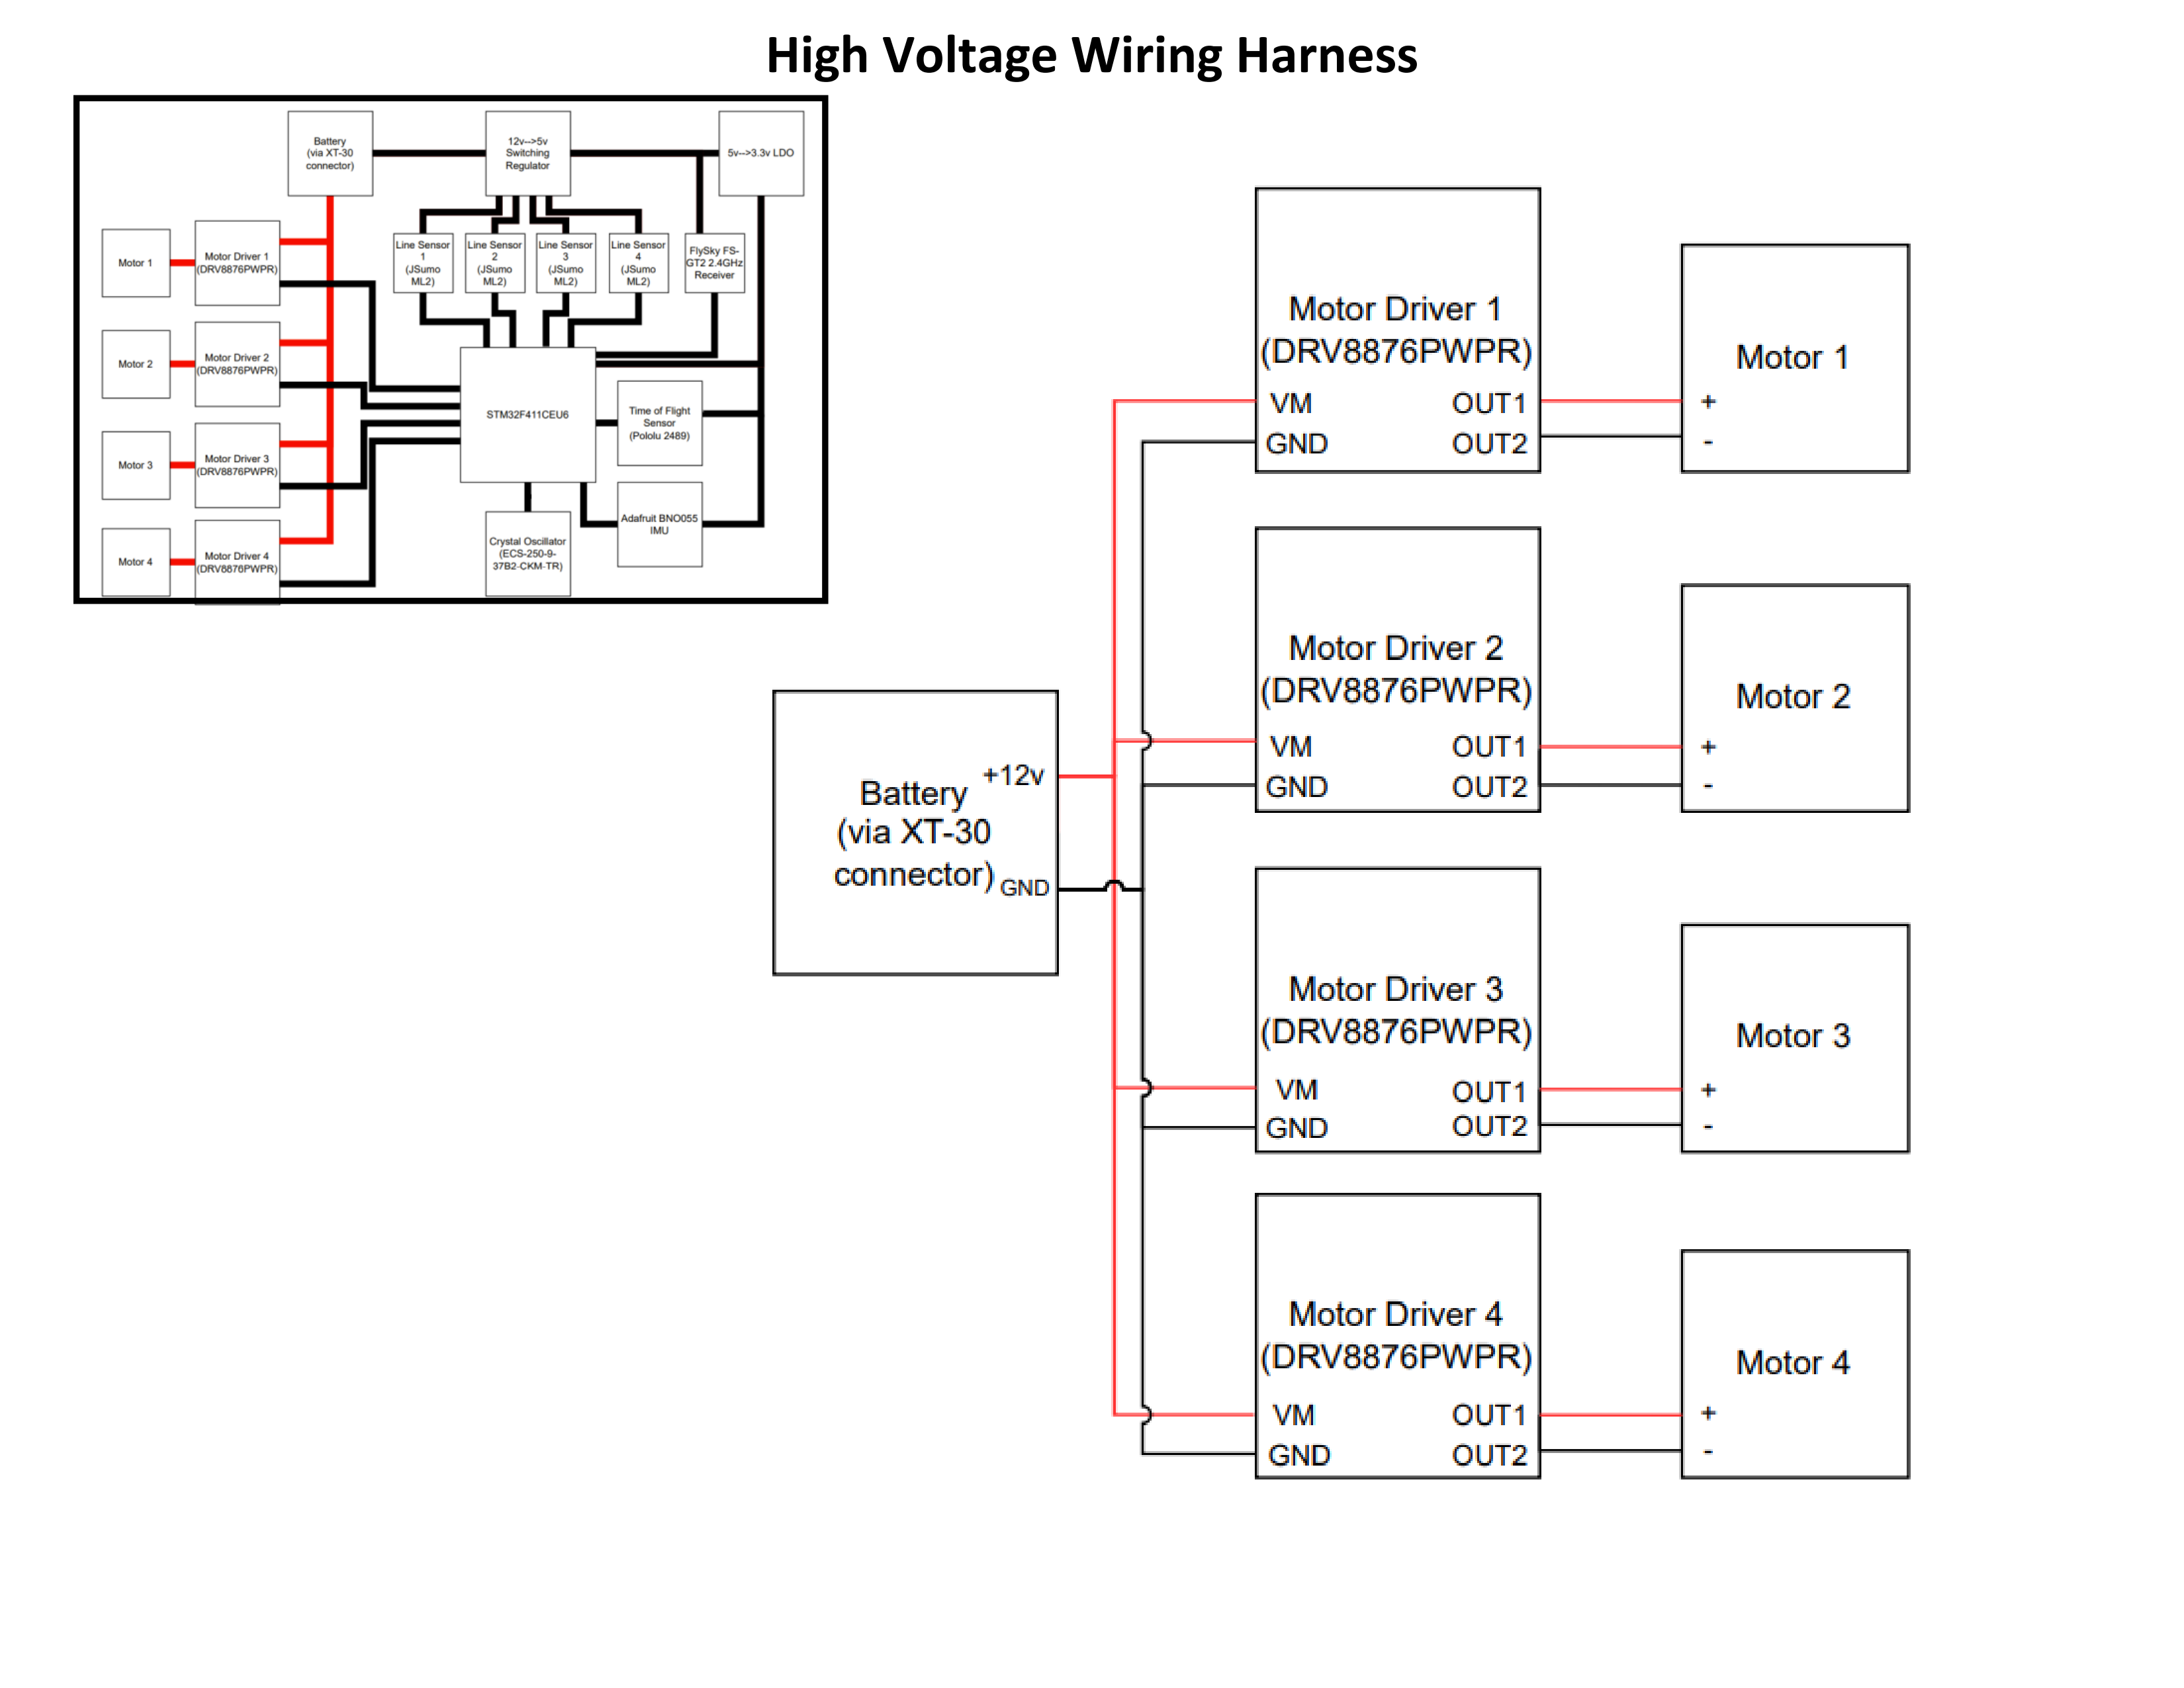 High Voltage Wiring Harness
Battery
(via XT-30
connector)
12v-->5v
Switching
Regulator
5v-->3.3v LDO
Motor 1
Motor Driver 1
(DRV8876PWPR)
Line Sensor
1
(JSumo
ML2)
Line Sensor
2
(JSumo
ML2)
Line Sensor
3
(JSumo
ML2)
Line Sensor
4
(JSumo
ML2)
FlySky FS-
GT2 2.4GHz
Receiver
Motor 2
Motor Driver 2
(DRV8876PWPR)
STM32F411CEU6
Time of Flight
Sensor
(Pololu 2489)
Motor 3
Motor Driver 3
(DRV8876PWPR)
Adafruit BNO055
IMU
Crystal Oscillator
(ECS-250-9-
37B2-CKM-TR)
Motor 4
Motor Driver 4
(DRV8876PWPR)
Battery
(via XT-30
connector)
+12v
GND
Motor Driver 1
(DRV8876PWPR)
VM OUT1
GND OUT2
Motor 1
+
-
Motor Driver 2
(DRV8876PWPR)
VM OUT1
GND OUT2
Motor 2
+
-
Motor Driver 3
(DRV8876PWPR)
VM OUT1
GND OUT2
Motor 3
+
-
Motor Driver 4
(DRV8876PWPR)
VM OUT1
GND OUT2
Motor 4
+
-